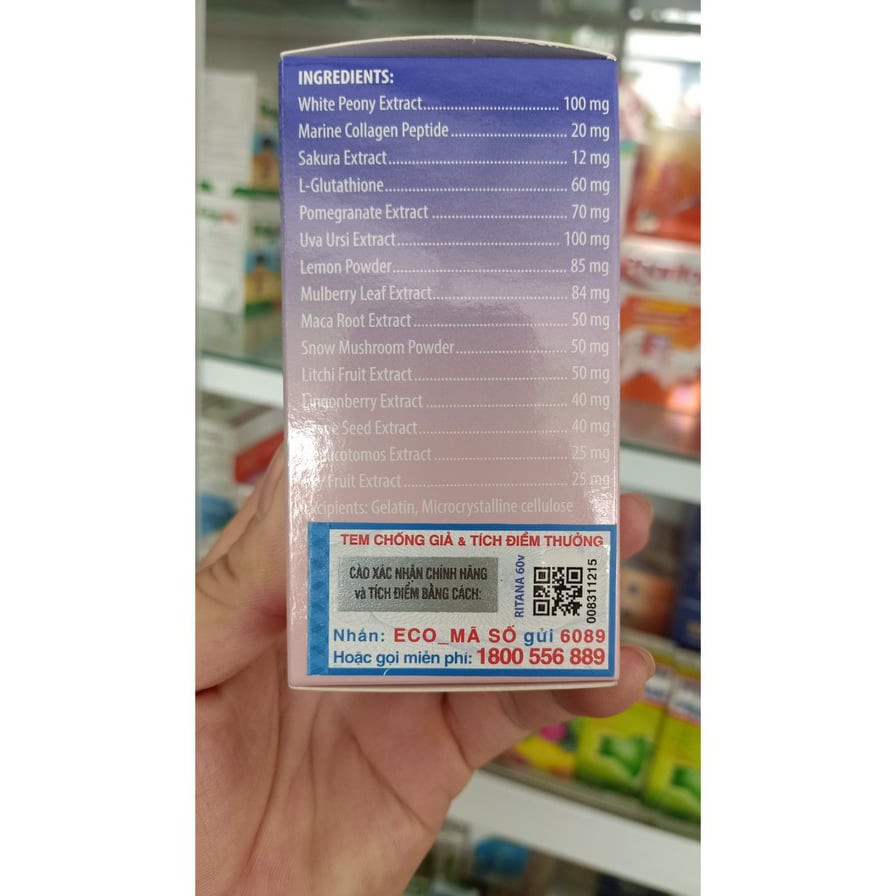 INGREDIENTS:
White Peony Extract................................ 100 mg
Marine Collagen Peptide........................... 20 mg
Sakura Extract......................................... 12 mg
L-Glutathione.......................................... 60 mg
Pomegranate Extract ............................... 70 mg
Uva Ursi Extract...................................... 100 mg
Lemon Powder......................................... 85 mg
Mulberry Leaf Extract............................... 84 mg
Maca Root Extract.................................... 50 mg
Snow Mushroom Powder.......................... 50 mg
Litchi Fruit Extract.................................... 50 mg
Extract ................................. 40 mg
Seed Extract ................................... 40 mg
Extract ................................ 25 mg
Fruit Extract ...................................... 25 mg
Gelatin, Microcrystalline cellulose
TEM CHỐNG GIẢ & TÍCH ĐIỂM THƯỞNG
CÀO XÁC NHẬN CHÍNH HÃNG
và TÍCH ĐIỂM BẰNG CÁCH:
RITANA 60v
008311215
Nhắn: ECO_MÃ SỐ gửi 6089
Hoặc gọi miễn phí: 1800 556 889